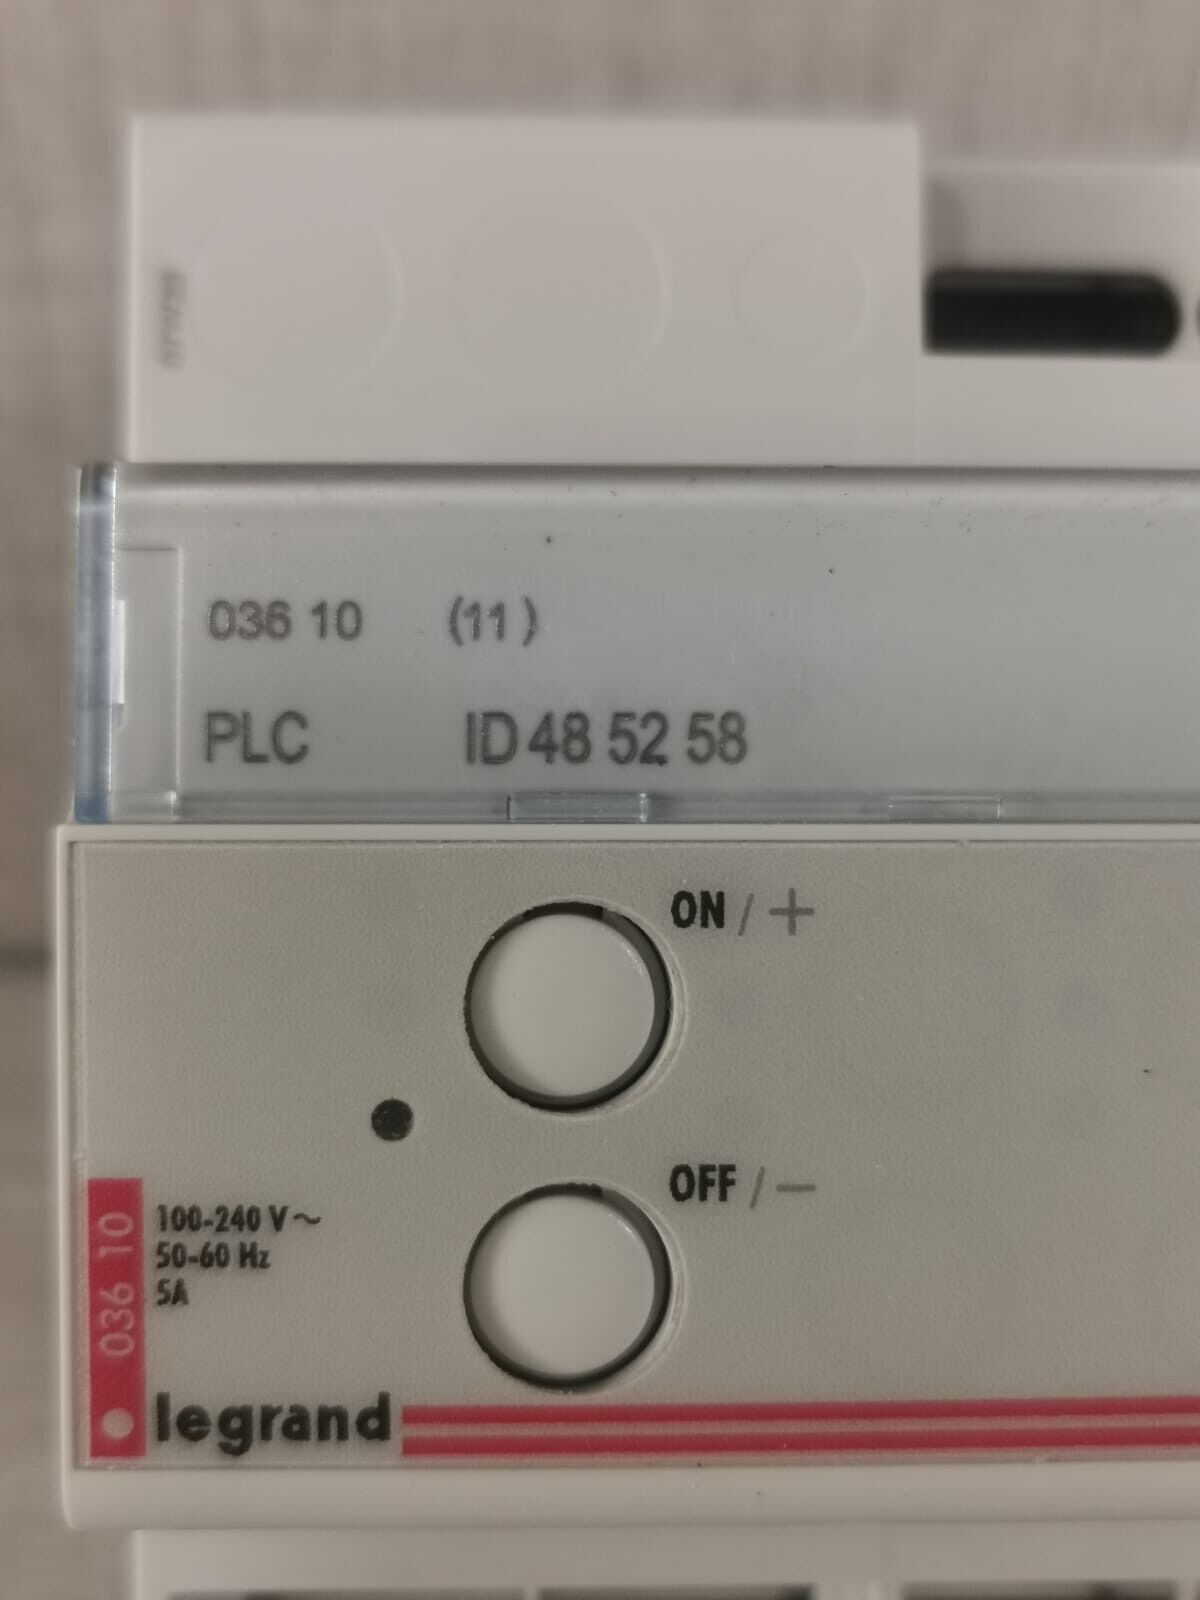 036 10 (11 )
PLC ID 48 52 58
ON / +
OFF / −
100-240 V ~
50-60 Hz
5A
036 10
legrand